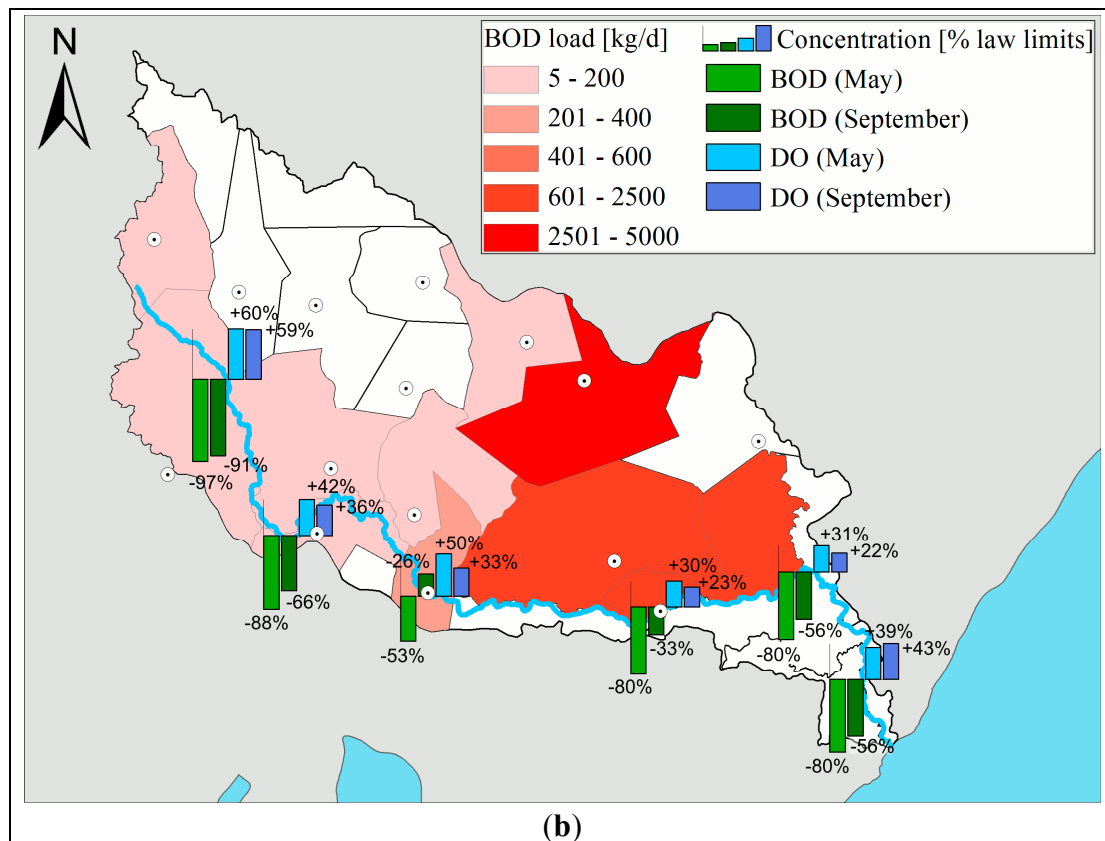 N
BOD load [kg/d]
5 - 200
201 - 400
401 - 600
601 - 2500
2501 - 5000
Concentration [% law limits]
BOD (May)
BOD (September)
DO (May)
DO (September)
+60%
+59%
-91%
-97%
+42%
+36%
-66%
-88%
+50%
-26%
+33%
-53%
+30%
+23%
-33%
-80%
+31%
+22%
-56%
-80%
+39%
+43%
-56%
-80%
(b)